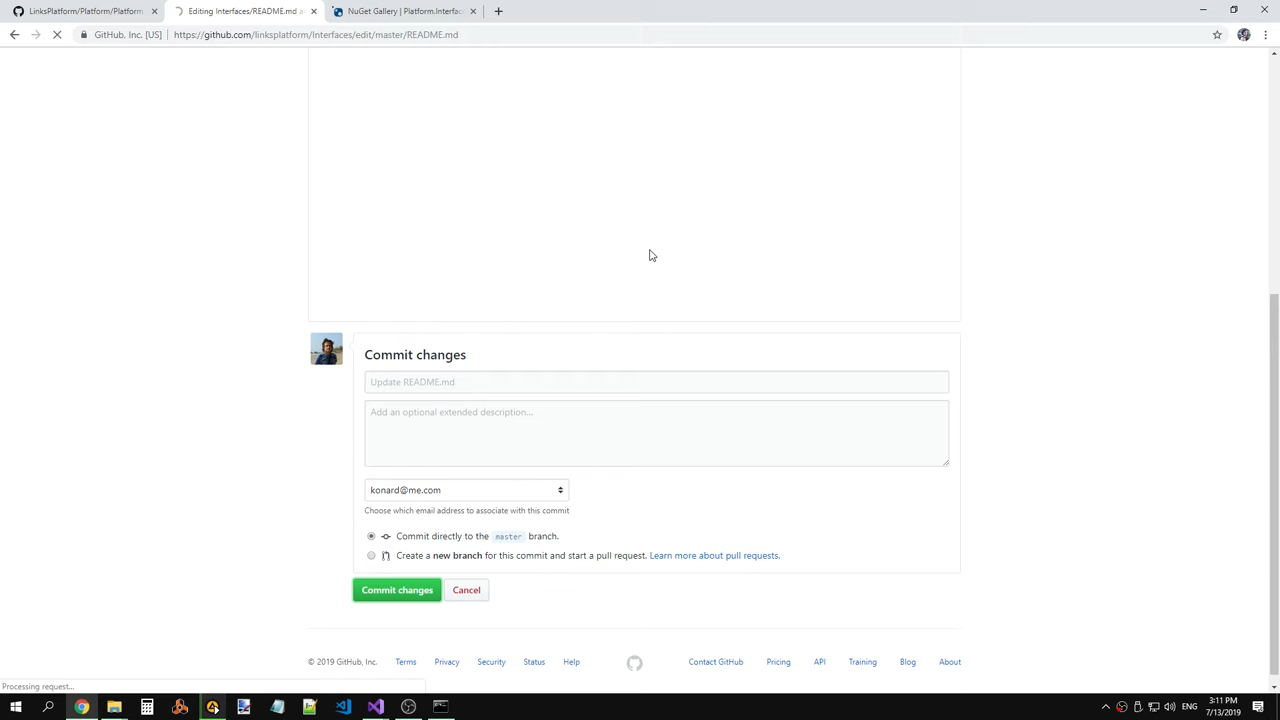 LinksPlatform/Platform/Platform
Editing Interfaces/README.md a
NuGet Gallery | Platform.Interfac
GitHub, Inc. [US]
https://github.com/linksplatform/Interfaces/edit/master/README.md
Commit changes
Update README.md
Add an optional extended description...
konard@me.com
Choose which email address to associate with this commit
Commit directly to the master branch.
Create a new branch for this commit and start a pull request. Learn more about pull requests.
Commit changes
Cancel
© 2019 GitHub, Inc.
Terms
Privacy
Security
Status
Help
Contact GitHub
Pricing
API
Training
Blog
About
Processing request...
ENG
3:11 PM
7/13/2019